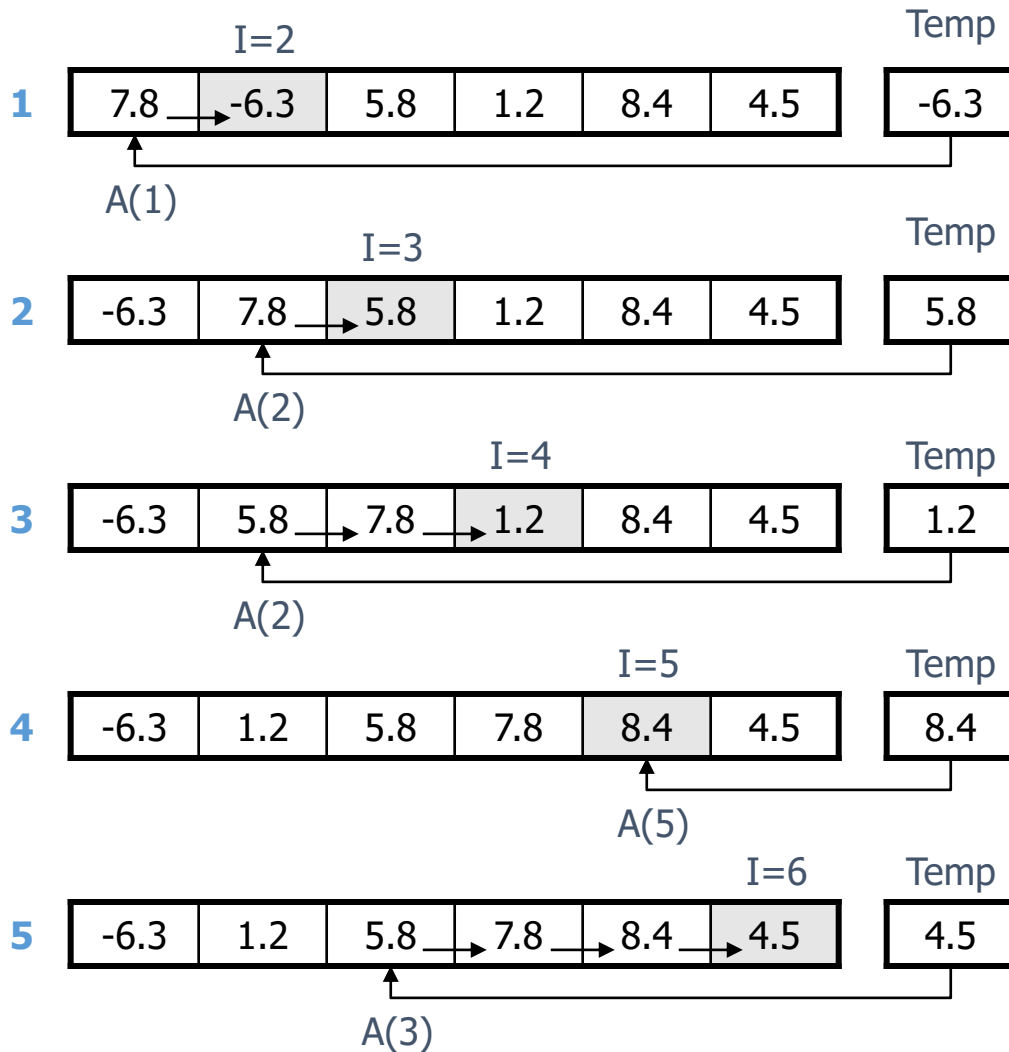 I=2 Temp
1 7.8 -6.3 5.8 1.2 8.4 4.5 -6.3
A(1)
I=3 Temp
2 -6.3 7.8 5.8 1.2 8.4 4.5 5.8
A(2)
I=4 Temp
3 -6.3 5.8 7.8 1.2 8.4 4.5 1.2
A(2)
I=5 Temp
4 -6.3 1.2 5.8 7.8 8.4 4.5 8.4
A(5)
I=6 Temp
5 -6.3 1.2 5.8 7.8 8.4 4.5 4.5
A(3)